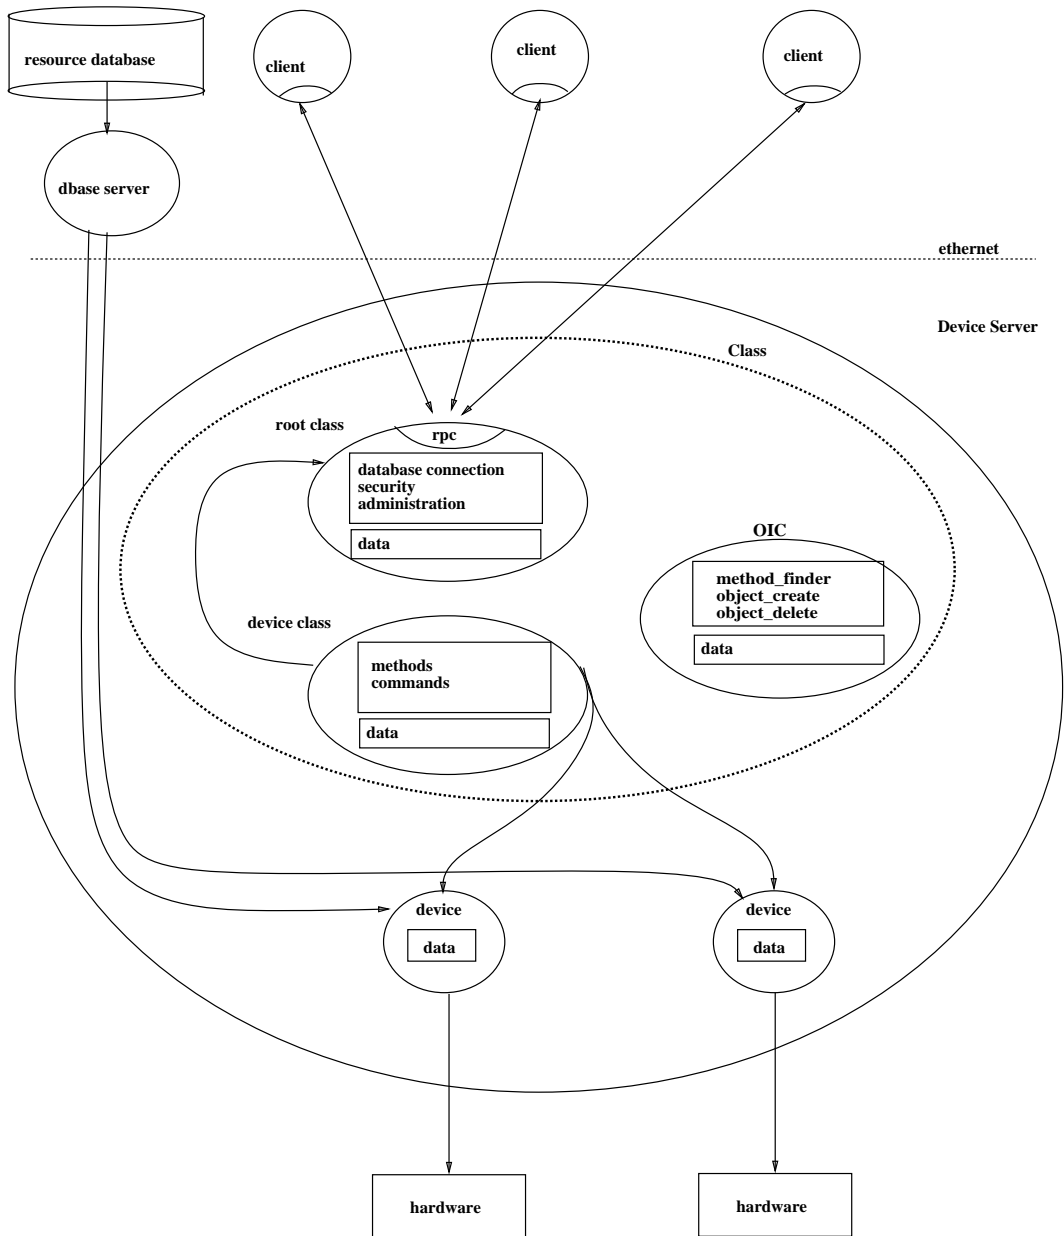 resource database
client
client
client
dbase server
ethernet
Device Server
Class
root class
rpc
database connection
security
administration
data
OIC
method_finder
object_create
object_delete
data
device class
methods
commands
data
device
data
device
data
hardware
hardware